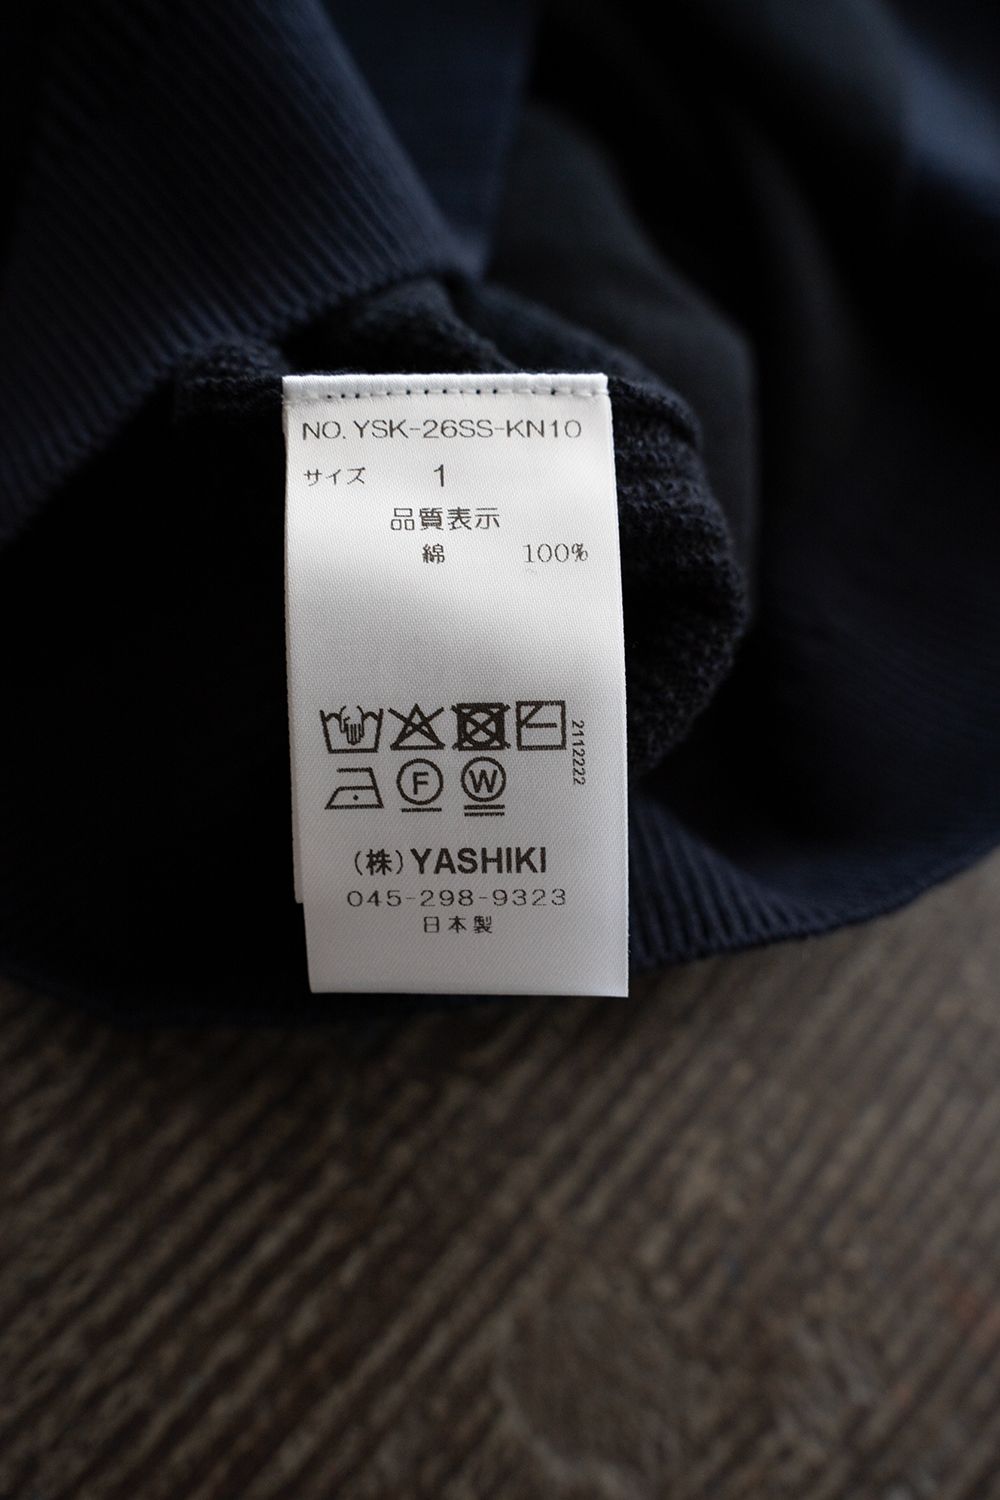 NO. YSK-26SS-KN10
サイズ 1
品質表示
綿 100%
2112222
F W
(株)YASHIKI
045-298-9323
日本製